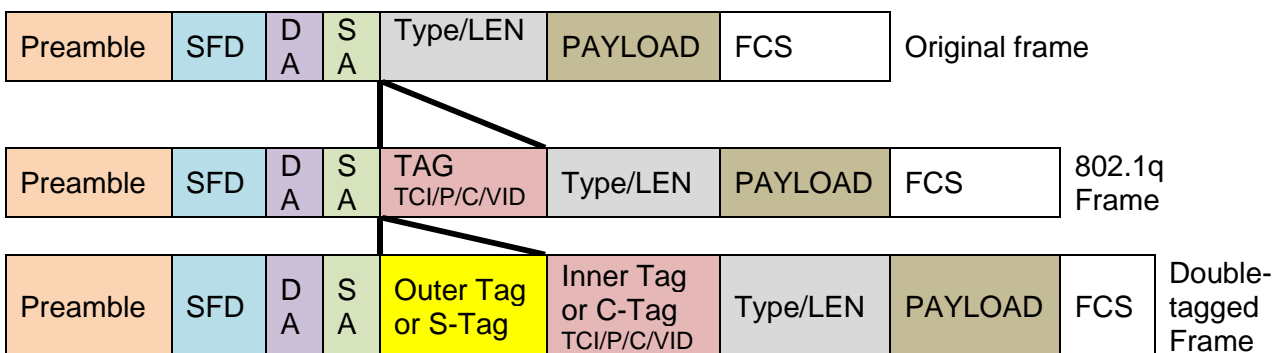 Preamble SFD D A S A Type/LEN PAYLOAD FCS Original frame
Preamble SFD D A S A TAG TCI/P/C/VID Type/LEN PAYLOAD FCS 802.1q Frame
Preamble SFD D A S A Outer Tag or S-Tag Inner Tag or C-Tag TCI/P/C/VID Type/LEN PAYLOAD FCS Double-tagged Frame